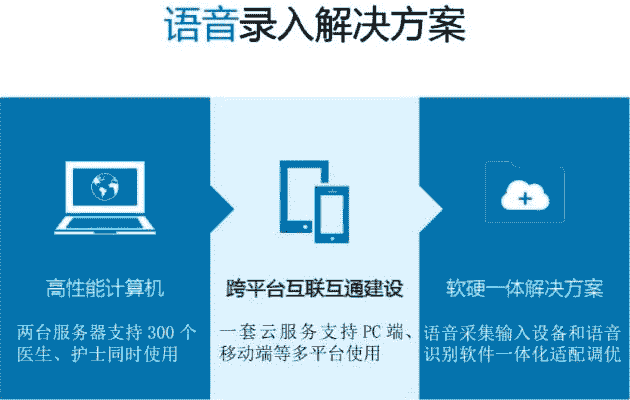 语音录入解决方案
高性能计算机
两台服务器支持 300 个
医生、护士同时使用
跨平台互联互通建设
一套云服务支持 PC 端、
移动端等多平台使用
软硬一体解决方案
语音采集输入设备和语音
识别软件一体化适配调优